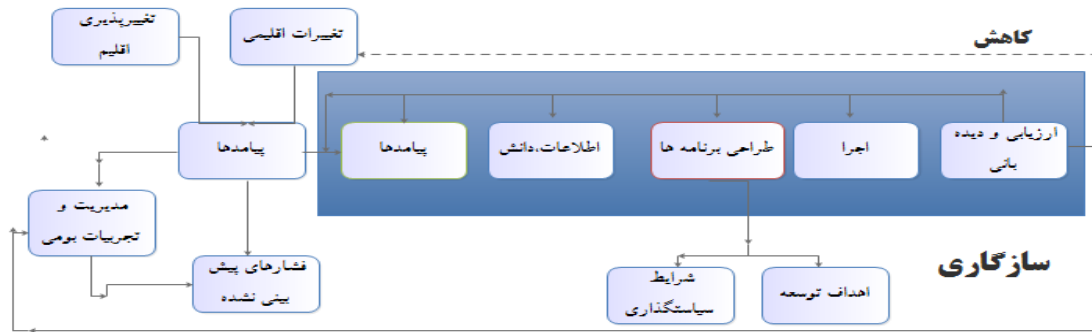 تغییرپذیری
اقلیم
تغییرات اقلیمی
کاهش
ارزیابی و دیده
بانی
اجرا
طراحی برنامه ها
اطلاعات،دانش
پیامدها
پیامدها
مدیریت و
تجربیات بومی
فشارهای پیش
بینی نشده
شرایط
سیاستگذاری
اهداف توسعه
سازگاری